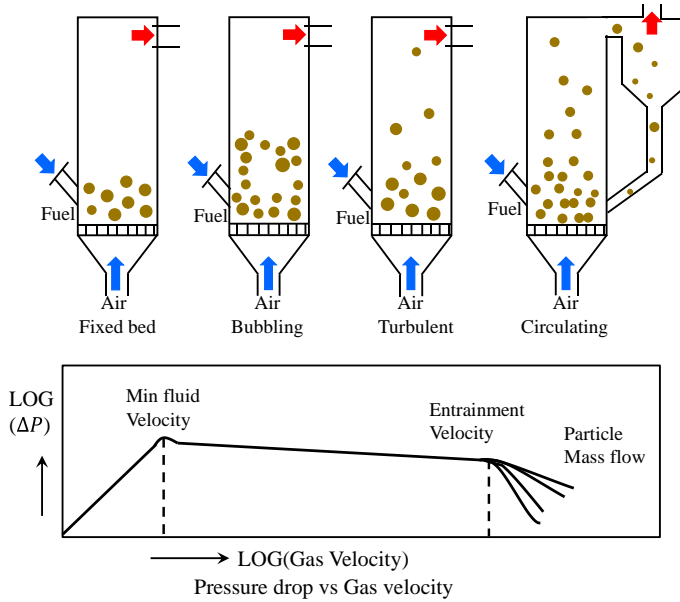 Fuel
Fuel
Fuel
Fuel
Air
Air
Air
Air
Fixed bed
Bubbling
Turbulent
Circulating
LOG
(ΔP)
Min fluid
Velocity
Entrainment
Velocity
Particle
Mass flow
LOG(Gas Velocity)
Pressure drop vs Gas velocity